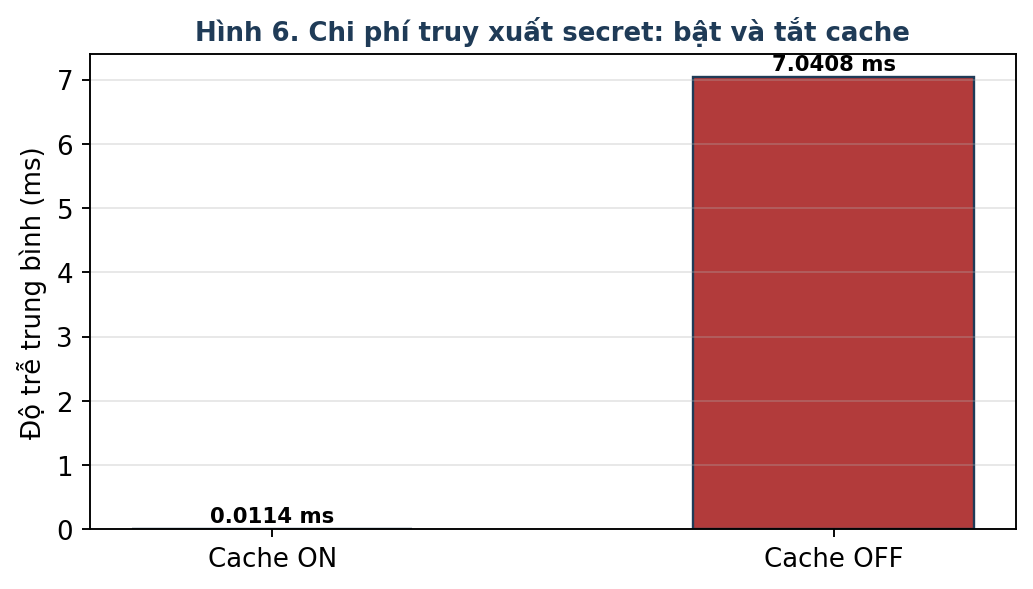 Hình 6. Chi phí truy xuất secret: bật và tắt cache
Độ trễ trung bình (ms)
7
6
5
4
3
2
1
0
7.0408 ms
0.0114 ms
Cache ON
Cache OFF